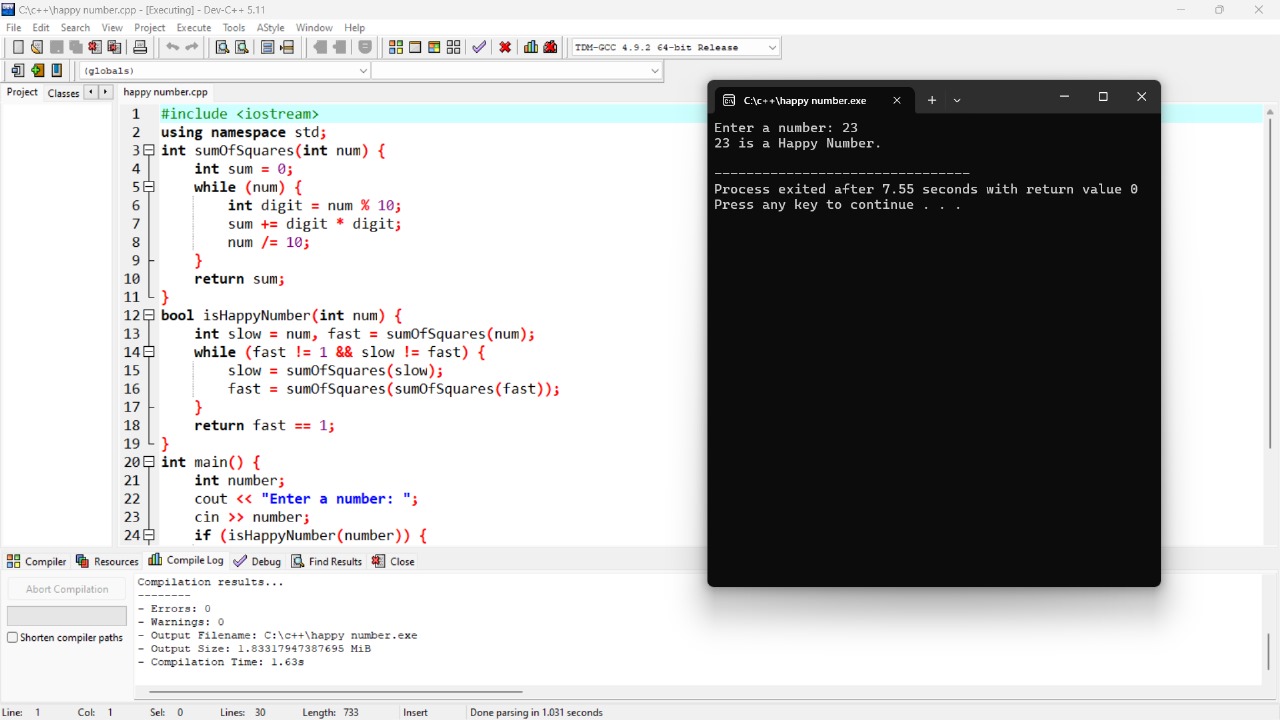 C:\c++\happy number.cpp - [Executing] - Dev-C++ 5.11
File Edit Search View Project Execute Tools AStyle Window Help
TDM-GCC 4.9.2 64-bit Release
(globals)
Project Classes happy number.cpp
1 #include <iostream>
2 using namespace std;
3 int sumOfSquares(int num) {
4 int sum = 0;
5 while (num) {
6 int digit = num % 10;
7 sum += digit * digit;
8 num /= 10;
9 }
10 return sum;
11 }
12 bool isHappyNumber(int num) {
13 int slow = num, fast = sumOfSquares(num);
14 while (fast != 1 && slow != fast) {
15 slow = sumOfSquares(slow);
16 fast = sumOfSquares(sumOfSquares(fast));
17 }
18 return fast == 1;
19 }
20 int main() {
21 int number;
22 cout << "Enter a number: ";
23 cin >> number;
24 if (isHappyNumber(number)) {
C:\c++\happy number.exe
Enter a number: 23
23 is a Happy Number.
--------------------------------
Process exited after 7.55 seconds with return value 0
Press any key to continue . . .
Compiler Resources Compile Log Debug Find Results Close
Abort Compilation
Shorten compiler paths
Compilation results...
--------
- Errors: 0
- Warnings: 0
- Output Filename: C:\c++\happy number.exe
- Output Size: 1.83317947387695 MiB
- Compilation Time: 1.63s
Line: 1 Col: 1 Sel: 0 Lines: 30 Length: 733 Insert Done parsing in 1.031 seconds